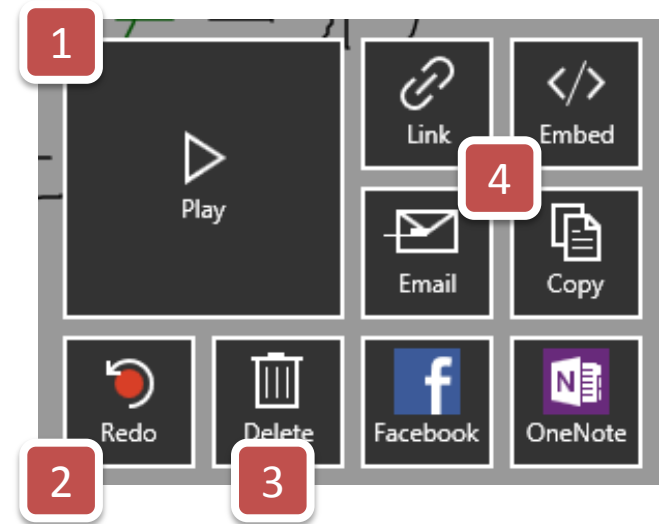 1
Play
Link
Embed
4
Email
Copy
Redo
Delete
f
Facebook
N
OneNote
2
3